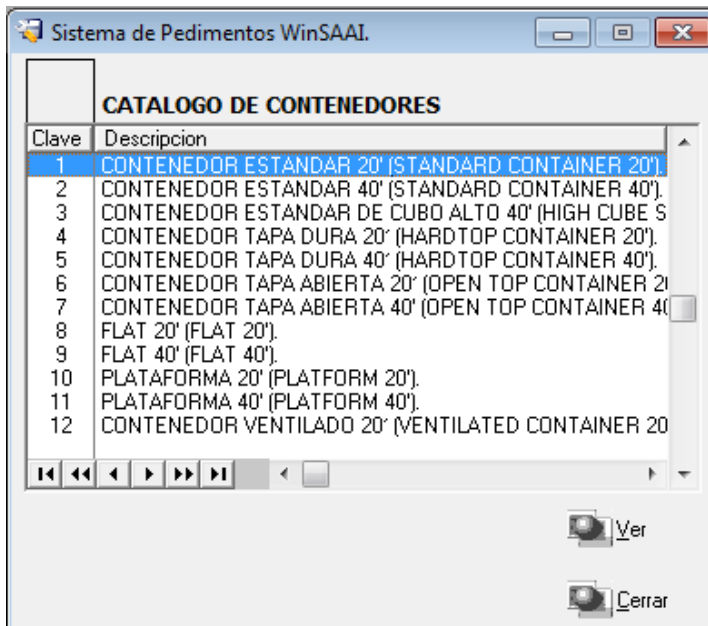 Sistema de Pedimentos WinSAAI.
CATALOGO DE CONTENEDORES
Clave Descripcion
1 CONTENEDOR ESTANDAR 20' (STANDARD CONTAINER 20').
2 CONTENEDOR ESTANDAR 40' (STANDARD CONTAINER 40').
3 CONTENEDOR ESTANDAR DE CUBO ALTO 40' (HIGH CUBE S
4 CONTENEDOR TAPA DURA 20´ (HARDTOP CONTAINER 20').
5 CONTENEDOR TAPA DURA 40´ (HARDTOP CONTAINER 40').
6 CONTENEDOR TAPA ABIERTA 20´ (OPEN TOP CONTAINER 2
7 CONTENEDOR TAPA ABIERTA 40' (OPEN TOP CONTAINER 4
8 FLAT 20' (FLAT 20').
9 FLAT 40' (FLAT 40').
10 PLATAFORMA 20' (PLATFORM 20').
11 PLATAFORMA 40' (PLATFORM 40').
12 CONTENEDOR VENTILADO 20´ (VENTILATED CONTAINER 20
Ver
Cerrar